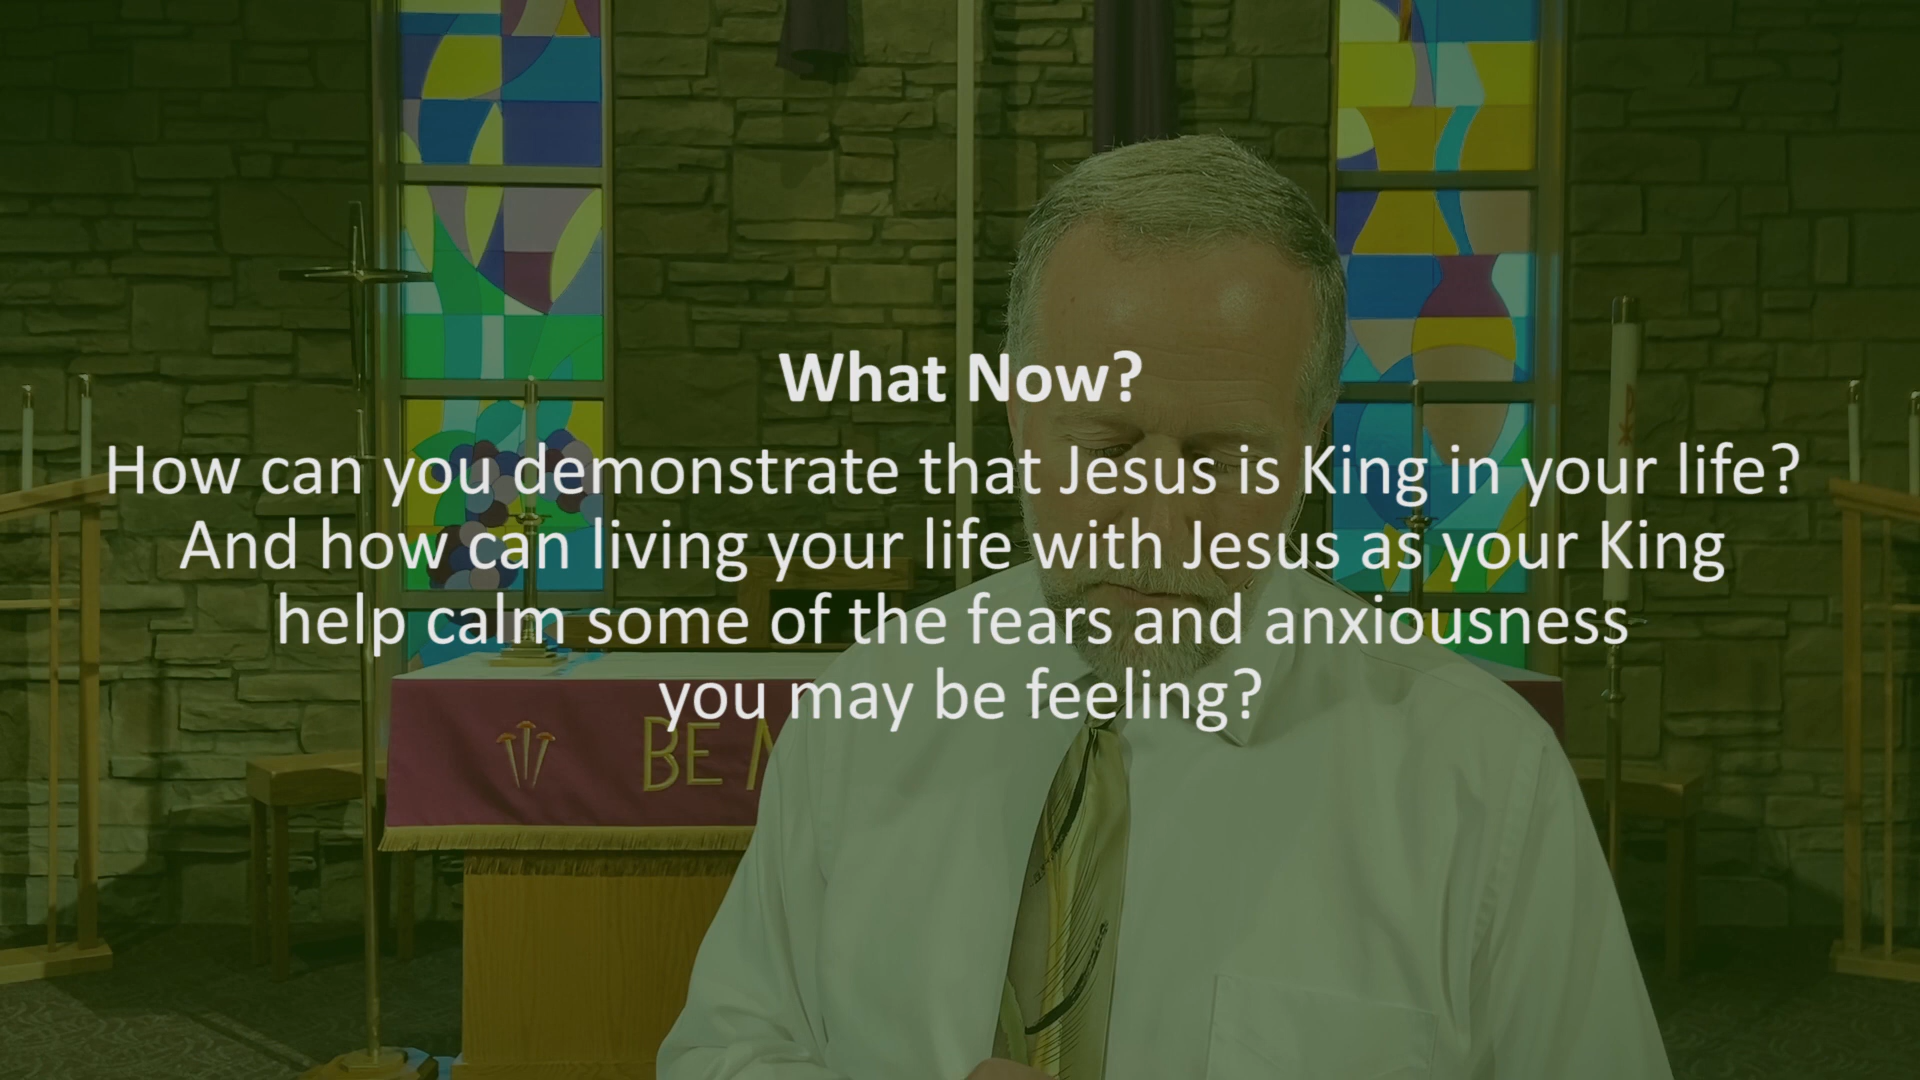 What Now?
How can you demonstrate that Jesus is King in your life?
And how can living your life with Jesus as your King
help calm some of the fears and anxiousness
you may be feeling?
BE